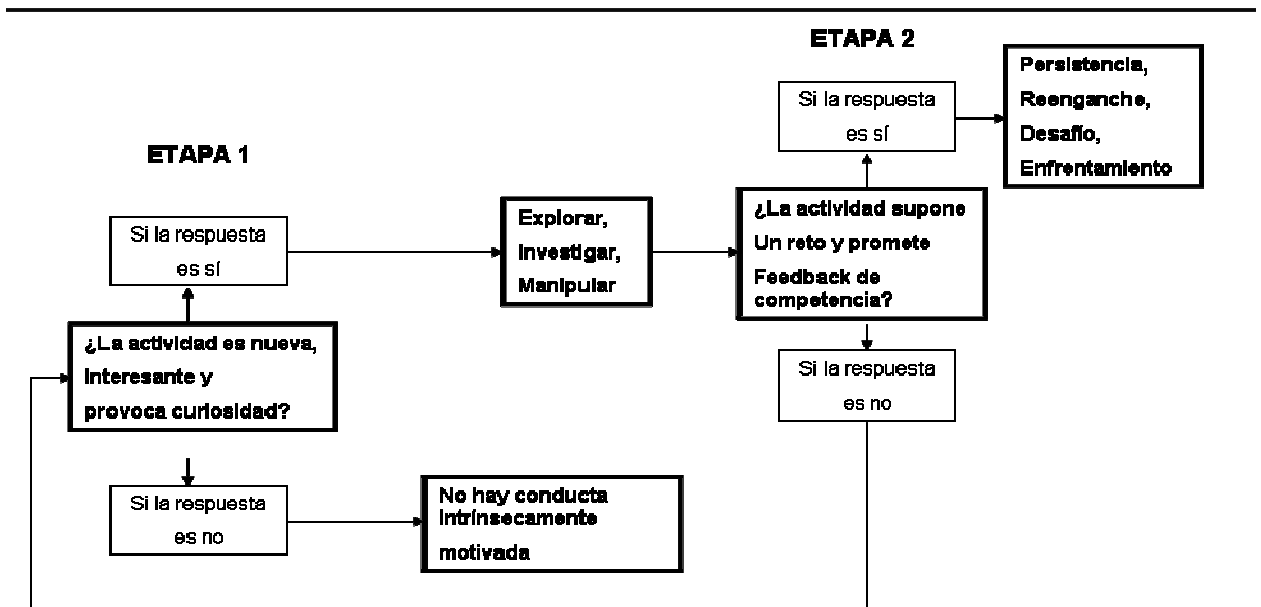 ETAPA 2
Persistencia,
Reenganche,
Desafío,
Enfrentamiento
Si la respuesta
es sí
ETAPA 1
¿La actividad supone
Un reto y promete
Feedback de
competencia?
Explorar,
Investigar,
Manipular
Si la respuesta
es sí
¿La actividad es nueva,
Interesante y
provoca curiosidad?
Si la respuesta
es no
Si la respuesta
es no
No hay conducta
Intrínsecamente
motivada